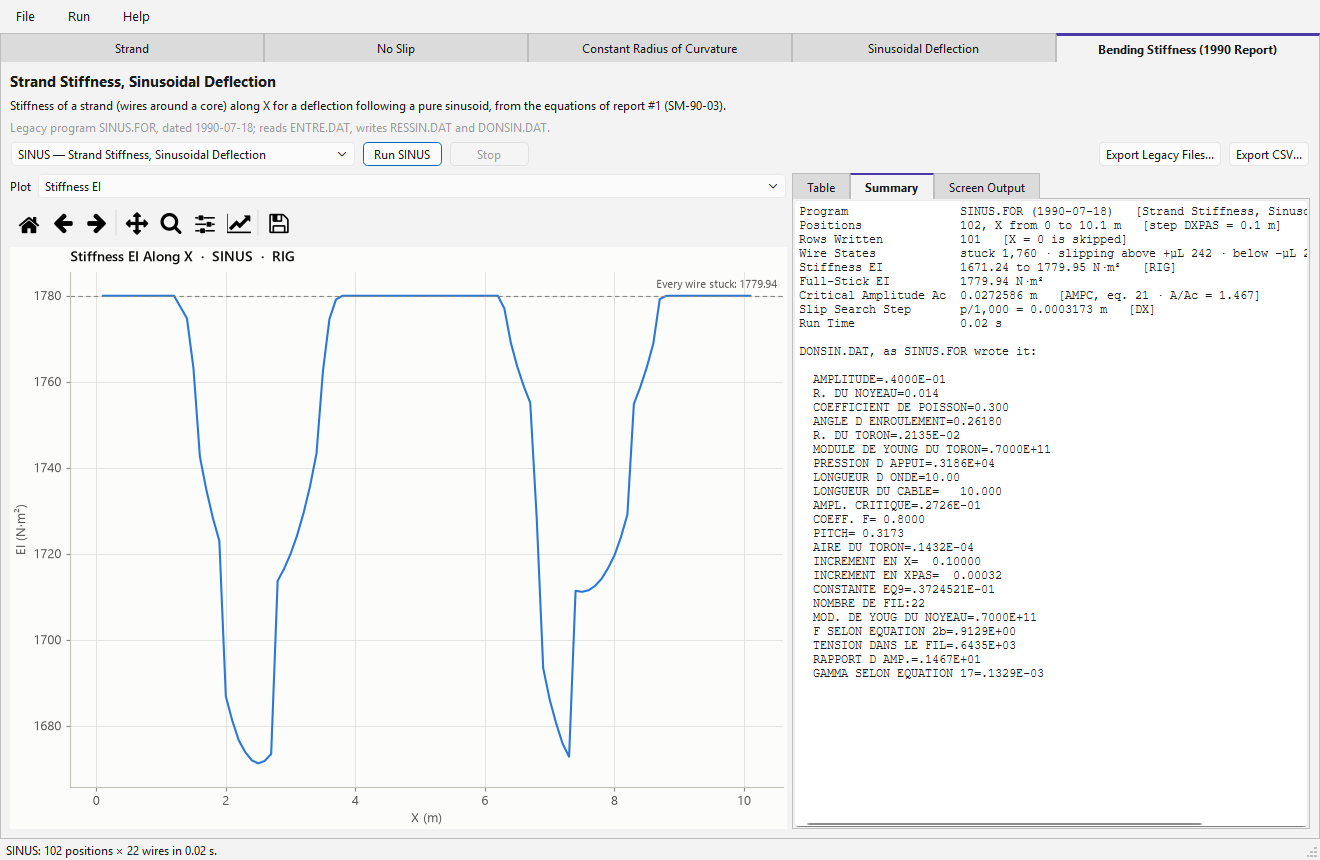 File Run Help
Strand No Slip Constant Radius of Curvature Sinusoidal Deflection Bending Stiffness (1990 Report)
Strand Stiffness, Sinusoidal Deflection
Stiffness of a strand (wires around a core) along X for a deflection following a pure sinusoid, from the equations of report #1 (SM-90-03).
Legacy program SINUS.FOR, dated 1990-07-18; reads ENTRE.DAT, writes RESSIN.DAT and DONSIN.DAT.
SINUS — Strand Stiffness, Sinusoidal Deflection Run SINUS Stop Export Legacy Files... Export CSV...
Plot Stiffness EI
Stiffness EI Along X · SINUS · RIG
Every wire stuck: 1779.94
1780
1760
1740
1720
1700
1680
EI (N·m²)
0 2 4 6 8 10
X (m)
Table Summary Screen Output
Program SINUS.FOR (1990-07-18) [Strand Stiffness, Sinus
Positions 102, X from 0 to 10.1 m [step DXPAS = 0.1 m]
Rows Written 101 [X = 0 is skipped]
Wire States stuck 1,760 · slipping above +µL 242 · below -µL
Stiffness EI 1671.24 to 1779.95 N·m² [RIG]
Full-Stick EI 1779.94 N·m²
Critical Amplitude Ac 0.0272586 m [AMPC, eq. 21 · A/Ac = 1.467]
Slip Search Step p/1,000 = 0.0003173 m [DX]
Run Time 0.02 s
DONSIN.DAT, as SINUS.FOR wrote it:
AMPLITUDE=.4000E-01
R. DU NOYEAU=0.014
COEFFICIENT DE POISSON=0.300
ANGLE D ENROULEMENT=0.26180
R. DU TORON=.2135E-02
MODULE DE YOUNG DU TORON=.7000E+11
PRESSION D APPUI=.3186E+04
LONGUEUR D ONDE=10.00
LONGUEUR DU CABLE= 10.000
AMPL. CRITIQUE=.2726E-01
COEFF. F= 0.8000
PITCH= 0.3173
AIRE DU TORON=.1432E-04
INCREMENT EN X= 0.10000
INCREMENT EN XPAS= 0.00032
CONSTANTE EQ9=.3724521E-01
NOMBRE DE FIL:22
MOD. DE YOUG DU NOYEAU=.7000E+11
F SELON EQUATION 2b=.9129E+00
TENSION DANS LE FIL=.6435E+03
RAPPORT D AMP.=.1467E+01
GAMMA SELON EQUATION 17=.1329E-03
SINUS: 102 positions × 22 wires in 0.02 s.